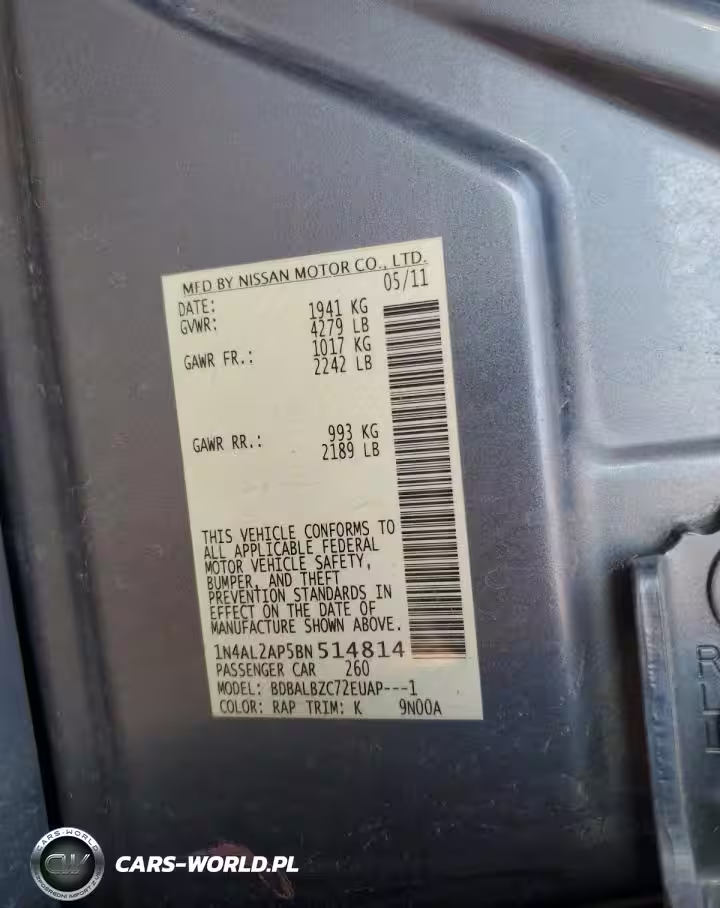 MFD BY NISSAN MOTOR CO., LTD.
DATE: 05/11
GVWR: 1941 KG
4279 LB
GAWR FR.: 1017 KG
2242 LB
GAWR RR.: 993 KG
2189 LB
THIS VEHICLE CONFORMS TO
ALL APPLICABLE FEDERAL
MOTOR VEHICLE SAFETY,
BUMPER, AND THEFT
PREVENTION STANDARDS IN
EFFECT ON THE DATE OF
MANUFACTURE SHOWN ABOVE.
1N4AL2AP5BN514814
PASSENGER CAR 260
MODEL: BDBALBZC72EUAP---1
COLOR: RAP TRIM: K 9N00A
CARS-WORLD
CW
CARS-WORLD.PL